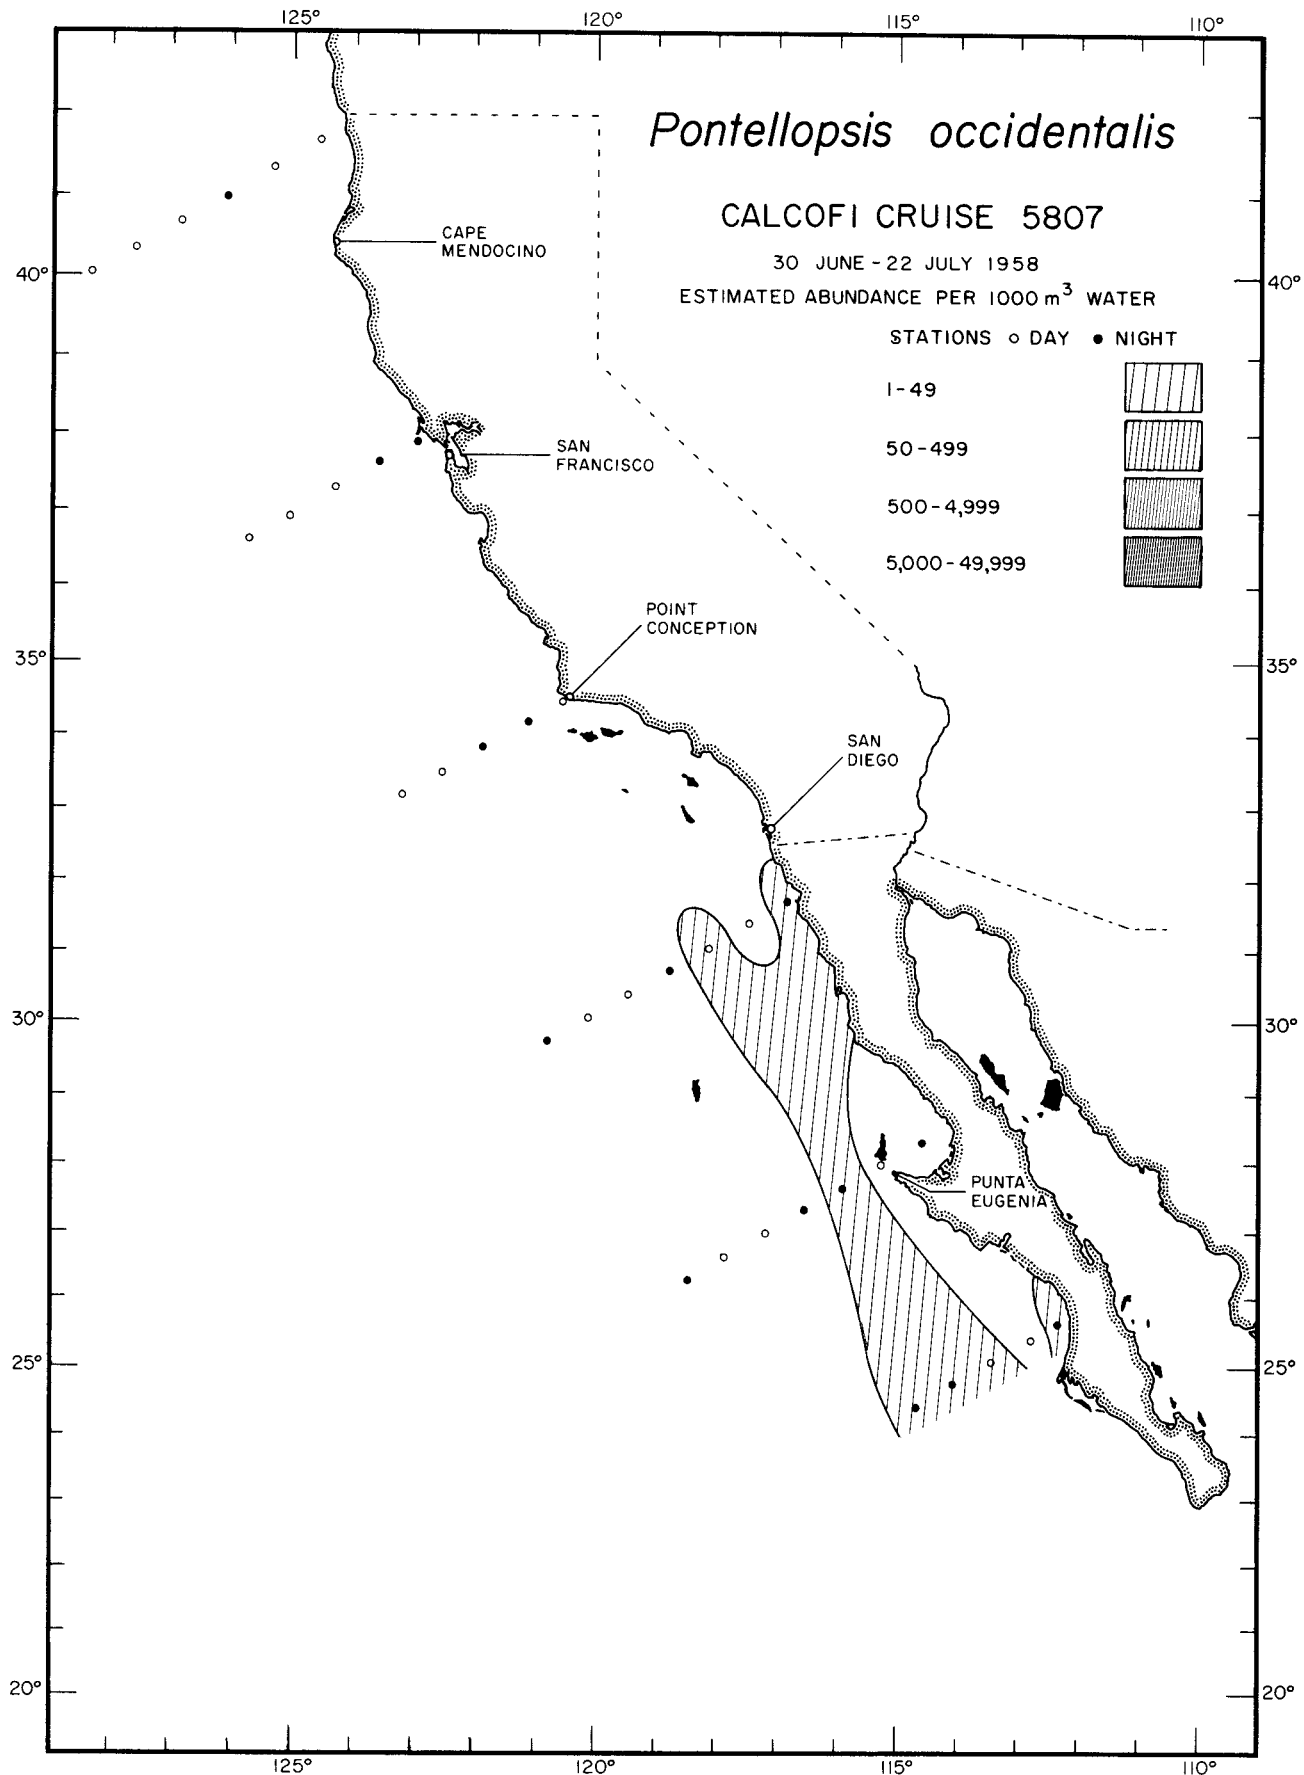 125° 120° 115° 110°
Pontellopsis occidentalis
CALCOFI CRUISE 5807
30 JUNE - 22 JULY 1958
ESTIMATED ABUNDANCE PER 1000 m³ WATER
STATIONS ○ DAY ● NIGHT
1-49
50-499
500-4,999
5,000-49,999
CAPE
MENDOCINO
40° 40°
SAN
FRANCISCO
POINT
CONCEPTION
35° 35°
SAN
DIEGO
30° 30°
PUNTA
EUGENIA
25° 25°
20° 20°
125° 120° 115° 110°